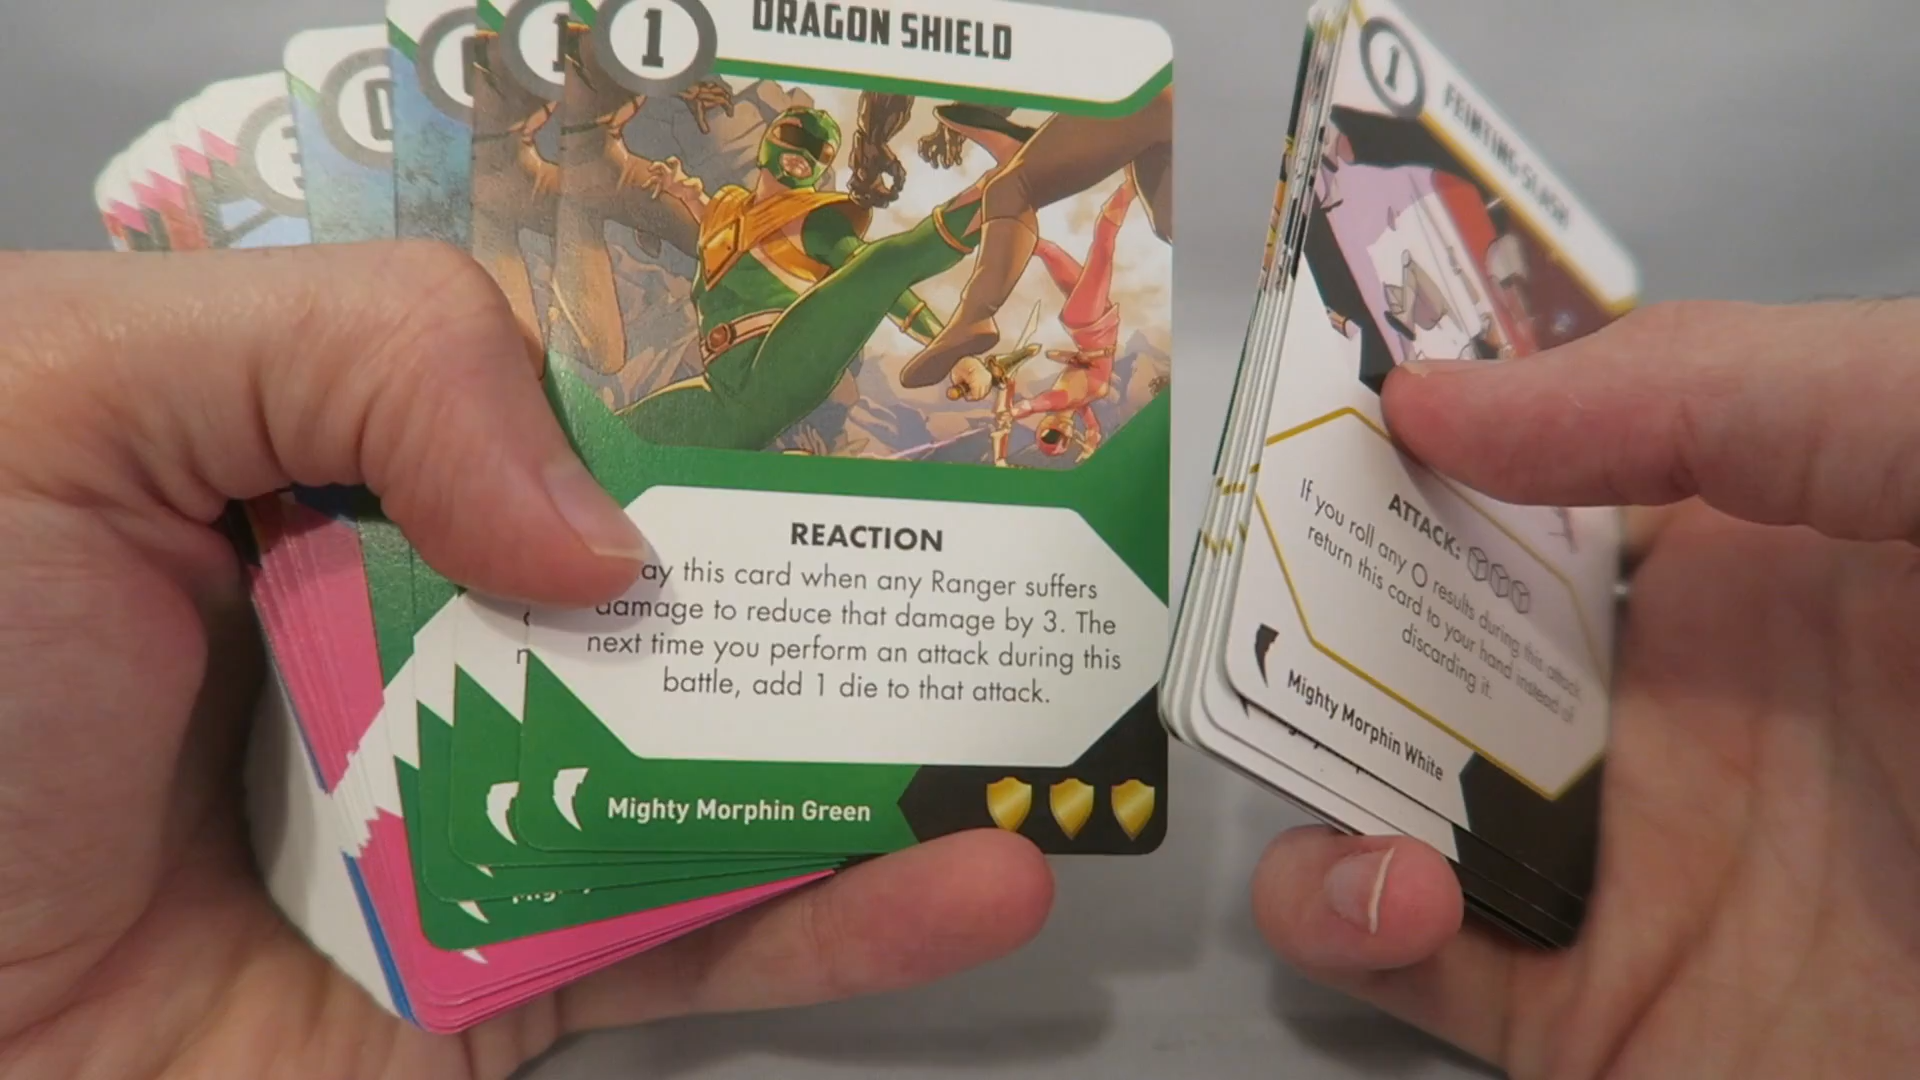 1
DRAGON SHIELD
REACTION
ay this card when any Ranger suffers
damage to reduce that damage by 3. The
next time you perform an attack during this
battle, add 1 die to that attack.
Mighty Morphin Green
1
FEINTING SLASH
ATTACK:
If you roll any O results during this attack
return this card to your hand instead of
discarding it.
Mighty Morphin White